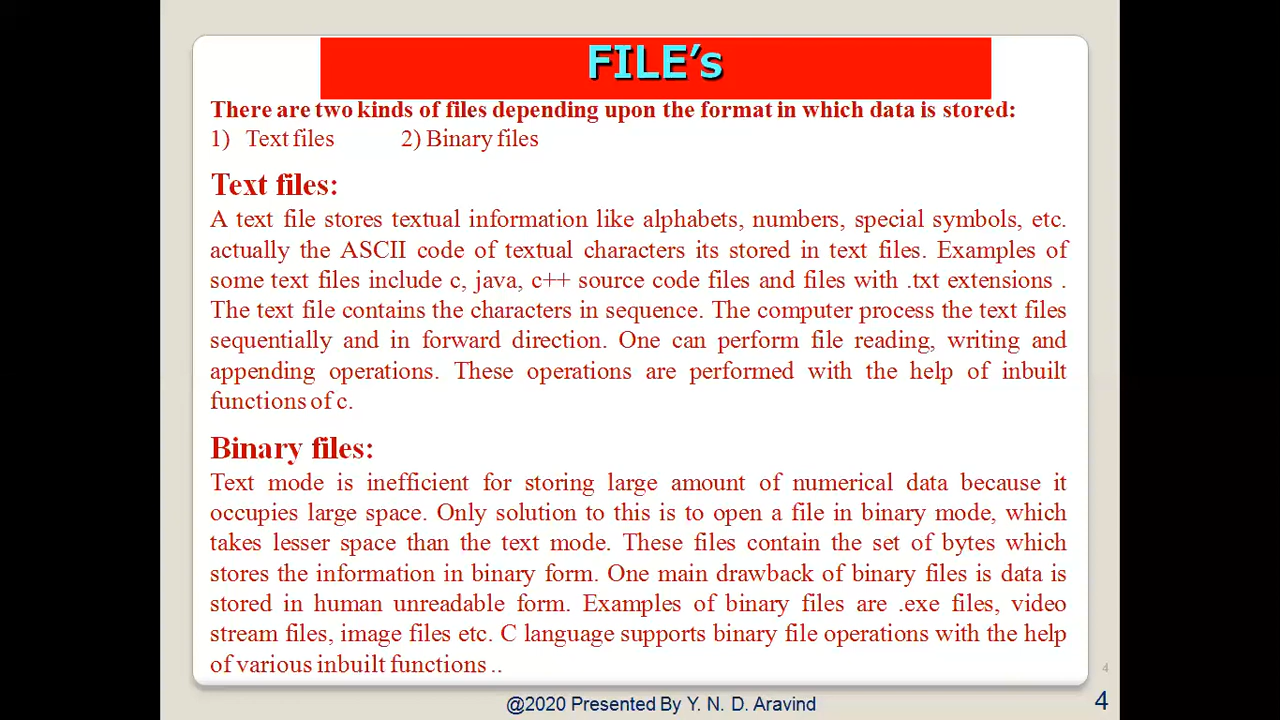 FILE's
There are two kinds of files depending upon the format in which data is stored:
1) Text files 2) Binary files
Text files:
A text file stores textual information like alphabets, numbers, special symbols, etc.
actually the ASCII code of textual characters its stored in text files. Examples of
some text files include c, java, c++ source code files and files with .txt extensions .
The text file contains the characters in sequence. The computer process the text files
sequentially and in forward direction. One can perform file reading, writing and
appending operations. These operations are performed with the help of inbuilt
functions of c.
Binary files:
Text mode is inefficient for storing large amount of numerical data because it
occupies large space. Only solution to this is to open a file in binary mode, which
takes lesser space than the text mode. These files contain the set of bytes which
stores the information in binary form. One main drawback of binary files is data is
stored in human unreadable form. Examples of binary files are .exe files, video
stream files, image files etc. C language supports binary file operations with the help
of various inbuilt functions ..
4
@2020 Presented By Y. N. D. Aravind
4